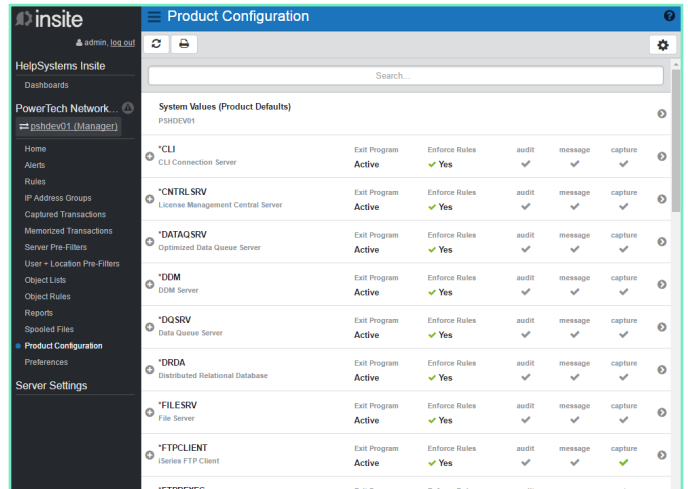 insite
Product Configuration
admin, log out
HelpSystems Insite
Dashboards
PowerTech Network...
pshdev01 (Manager)
Home
Alerts
Rules
IP Address Groups
Captured Transactions
Memorized Transactions
Server Pre-Filters
User + Location Pre-Filters
Object Lists
Object Rules
Reports
Spooled Files
Product Configuration
Preferences
Server Settings
Search...
System Values (Product Defaults)
PSHDEV01
*CLI Exit Program Enforce Rules audit message capture
CLI Connection Server Active Yes
*CNTRLSRV Exit Program Enforce Rules audit message capture
License Management Central Server Active Yes
*DATAQSRV Exit Program Enforce Rules audit message capture
Optimized Data Queue Server Active Yes
*DDM Exit Program Enforce Rules audit message capture
DDM Server Active Yes
*DQSRV Exit Program Enforce Rules audit message capture
Data Queue Server Active Yes
*DRDA Exit Program Enforce Rules audit message capture
Distributed Relational Database Active Yes
*FILESRV Exit Program Enforce Rules audit message capture
File Server Active Yes
*FTPCLIENT Exit Program Enforce Rules audit message capture
iSeries FTP Client Active Yes